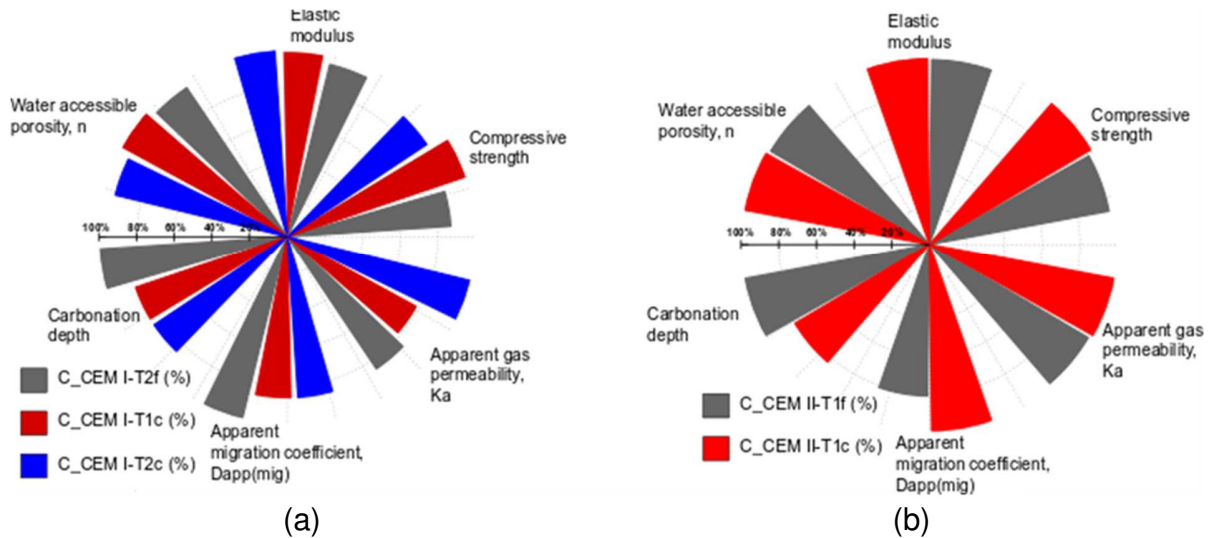 Elastic
modulus
Water accessible
porosity, n
Compressive
strength
100% 80% 60% 40% 20%
Carbonation
depth
Apparent gas
permeability,
Ka
Apparent
migration coefficient,
Dapp(mig)
C_CEM I-T2f (%)
C_CEM I-T1c (%)
C_CEM I-T2c (%)
(a)
Elastic
modulus
Water accessible
porosity, n
Compressive
strength
100% 80% 60% 40% 20%
Carbonation
depth
Apparent gas
permeability,
Ka
Apparent
migration coefficient,
Dapp(mig)
C_CEM II-T1f (%)
C_CEM II-T1c (%)
(b)